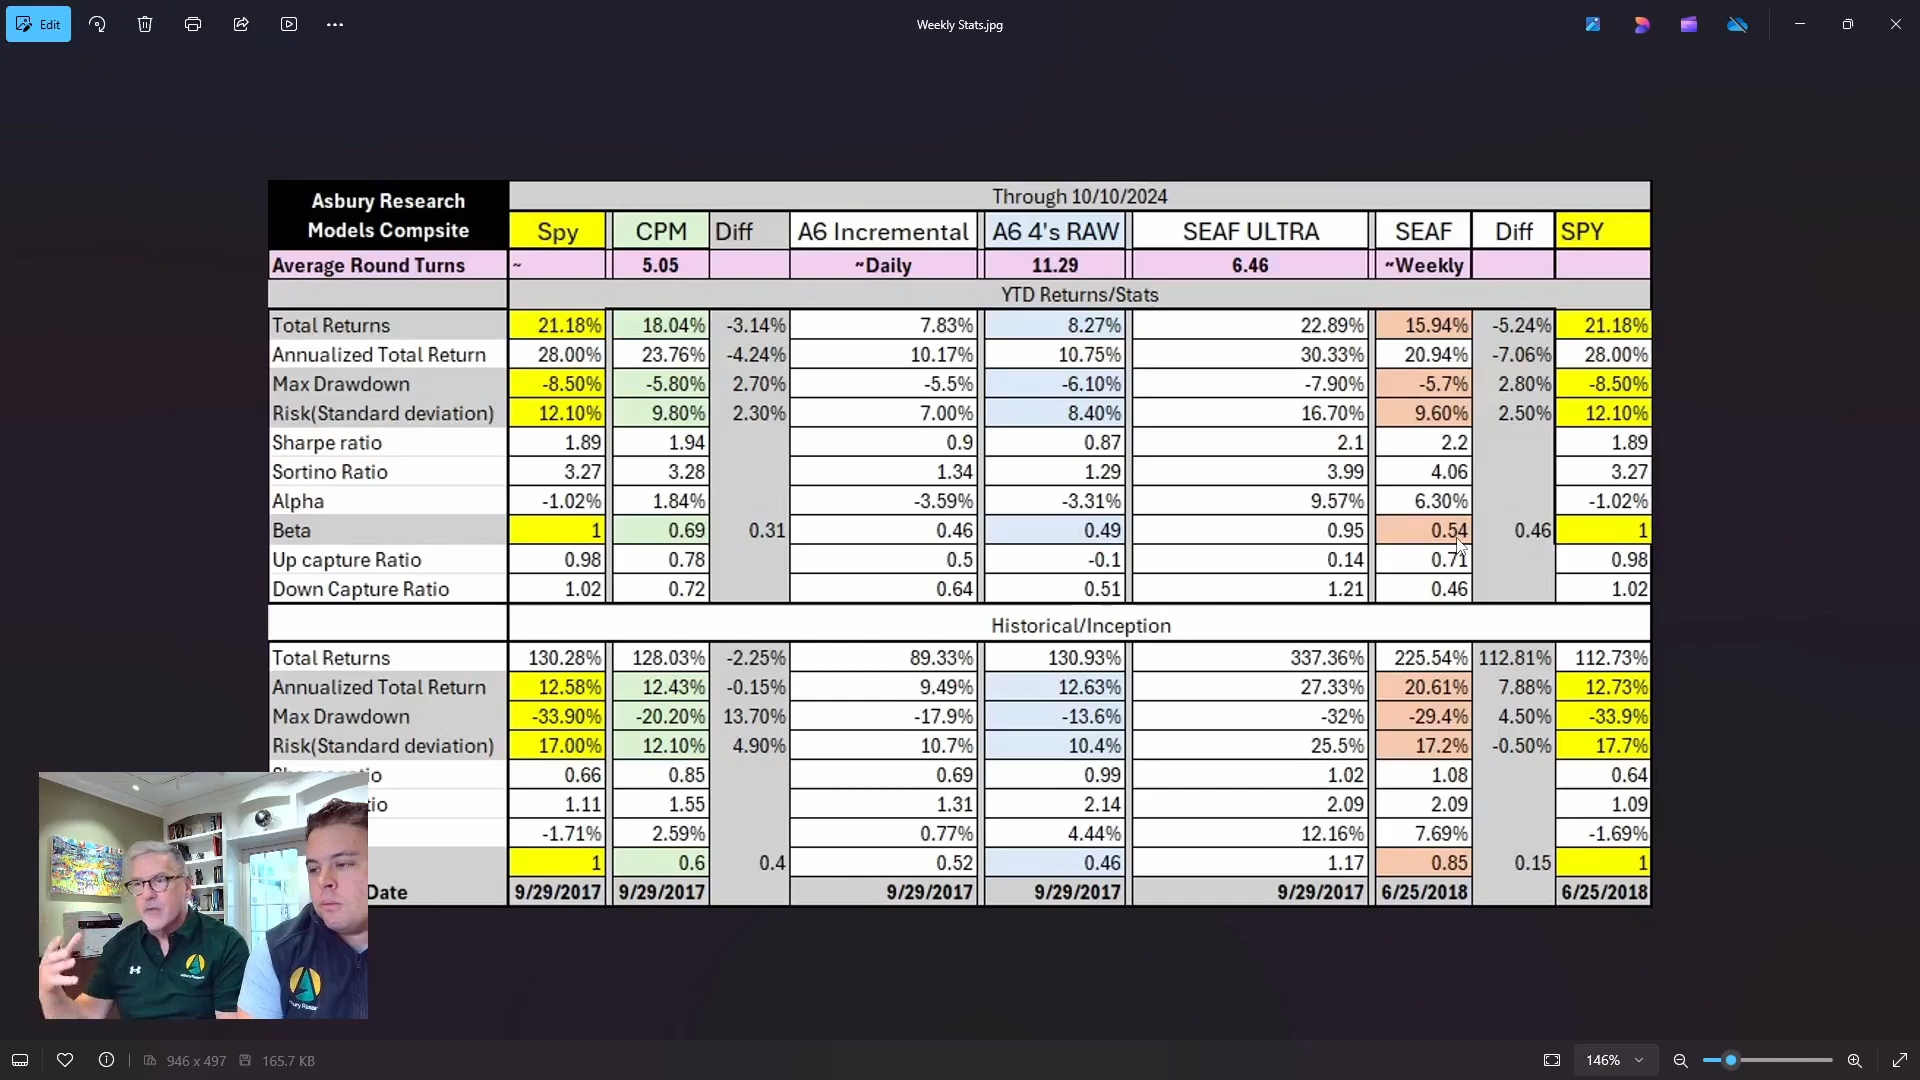 Edit
Weekly Stats.jpg
Asbury Research
Models Compsite
Through 10/10/2024
Spy CPM Diff A6 Incremental A6 4's RAW SEAF ULTRA SEAF Diff SPY
Average Round Turns ~ 5.05 ~Daily 11.29 6.46 ~Weekly
YTD Returns/Stats
Total Returns 21.18% 18.04% -3.14% 7.83% 8.27% 22.89% 15.94% -5.24% 21.18%
Annualized Total Return 28.00% 23.76% -4.24% 10.17% 10.75% 30.33% 20.94% -7.06% 28.00%
Max Drawdown -8.50% -5.80% 2.70% -5.5% -6.10% -7.90% -5.7% 2.80% -8.50%
Risk(Standard deviation) 12.10% 9.80% 2.30% 7.00% 8.40% 16.70% 9.60% 2.50% 12.10%
Sharpe ratio 1.89 1.94 0.9 0.87 2.1 2.2 1.89
Sortino Ratio 3.27 3.28 1.34 1.29 3.99 4.06 3.27
Alpha -1.02% 1.84% -3.59% -3.31% 9.57% 6.30% -1.02%
Beta 1 0.69 0.31 0.46 0.49 0.95 0.54 0.46 1
Up capture Ratio 0.98 0.78 0.5 -0.1 0.14 0.71 0.98
Down Capture Ratio 1.02 0.72 0.64 0.51 1.21 0.46 1.02
Historical/Inception
Total Returns 130.28% 128.03% -2.25% 89.33% 130.93% 337.36% 225.54% 112.81% 112.73%
Annualized Total Return 12.58% 12.43% -0.15% 9.49% 12.63% 27.33% 20.61% 7.88% 12.73%
Max Drawdown -33.90% -20.20% 13.70% -17.9% -13.6% -32% -29.4% 4.50% -33.9%
Risk(Standard deviation) 17.00% 12.10% 4.90% 10.7% 10.4% 25.5% 17.2% -0.50% 17.7%
0.66 0.85 0.69 0.99 1.02 1.08 0.64
1.11 1.55 1.31 2.14 2.09 2.09 1.09
-1.71% 2.59% 0.77% 4.44% 12.16% 7.69% -1.69%
1 0.6 0.4 0.52 0.46 1.17 0.85 0.15 1
Date 9/29/2017 9/29/2017 9/29/2017 9/29/2017 9/29/2017 6/25/2018 6/25/2018
946 x 497 165.7 KB 146%